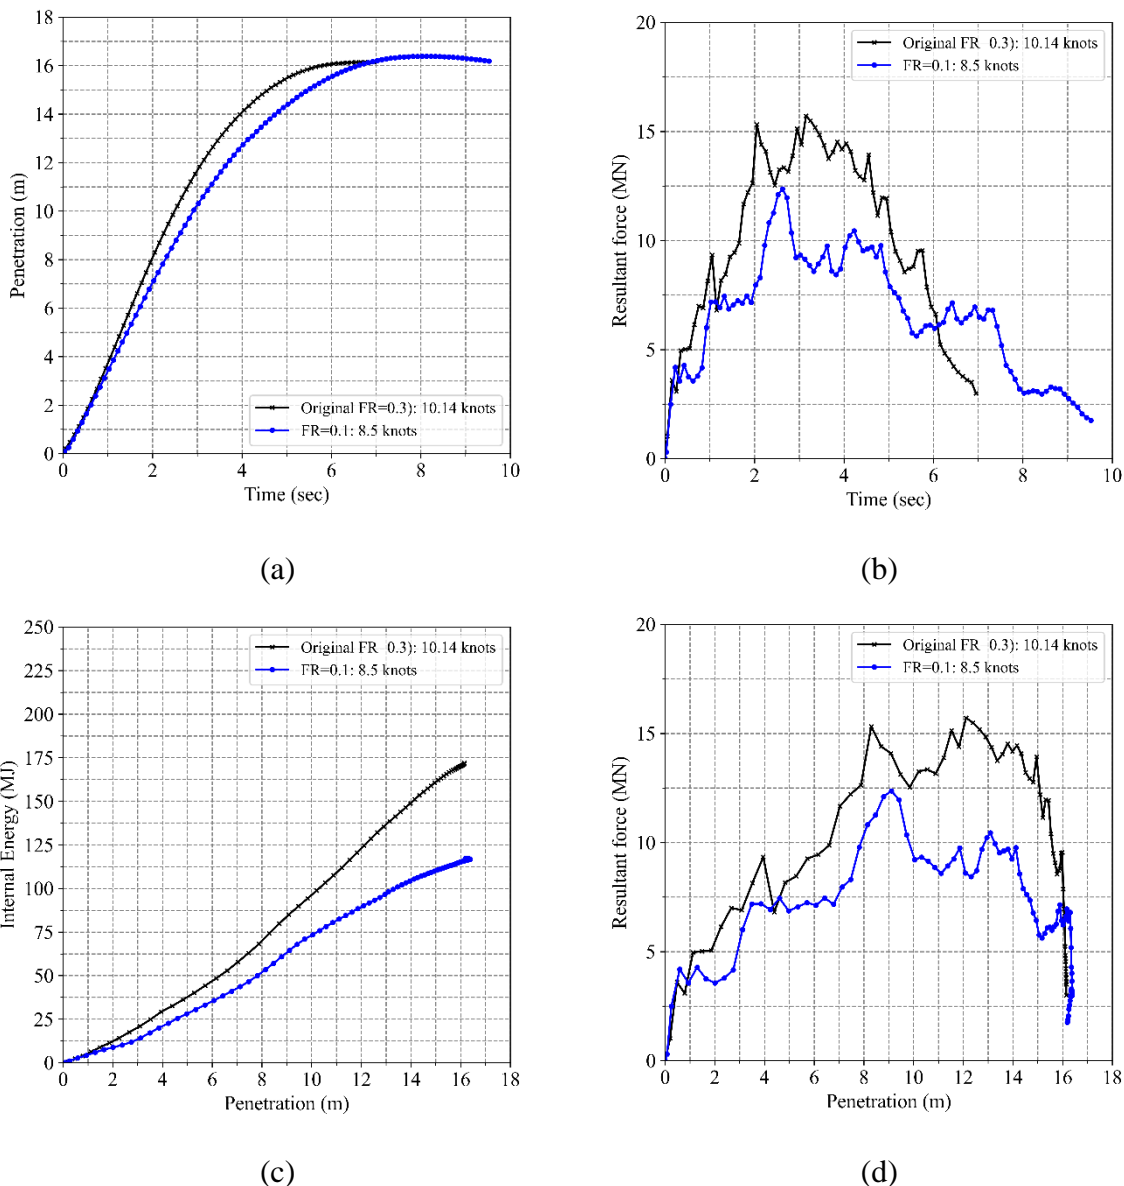 18
16
14
12
10
8
6
4
2
0
Penetration (m)
Original FR=0.3): 10.14 knots
FR=0.1: 8.5 knots
0 2 4 6 8 10
Time (sec)
(a)
20
15
10
5
0
Resultant force (MN)
Original FR 0.3): 10.14 knots
FR=0.1: 8.5 knots
0 2 4 6 8 10
Time (sec)
(b)
250
225
200
175
150
125
100
75
50
25
0
Internal Energy (MJ)
Original FR 0.3): 10.14 knots
FR=0.1: 8.5 knots
0 2 4 6 8 10 12 14 16 18
Penetration (m)
(c)
20
15
10
5
0
Resultant force (MN)
Original FR 0.3): 10.14 knots
FR=0.1: 8.5 knots
0 2 4 6 8 10 12 14 16 18
Penetration (m)
(d)